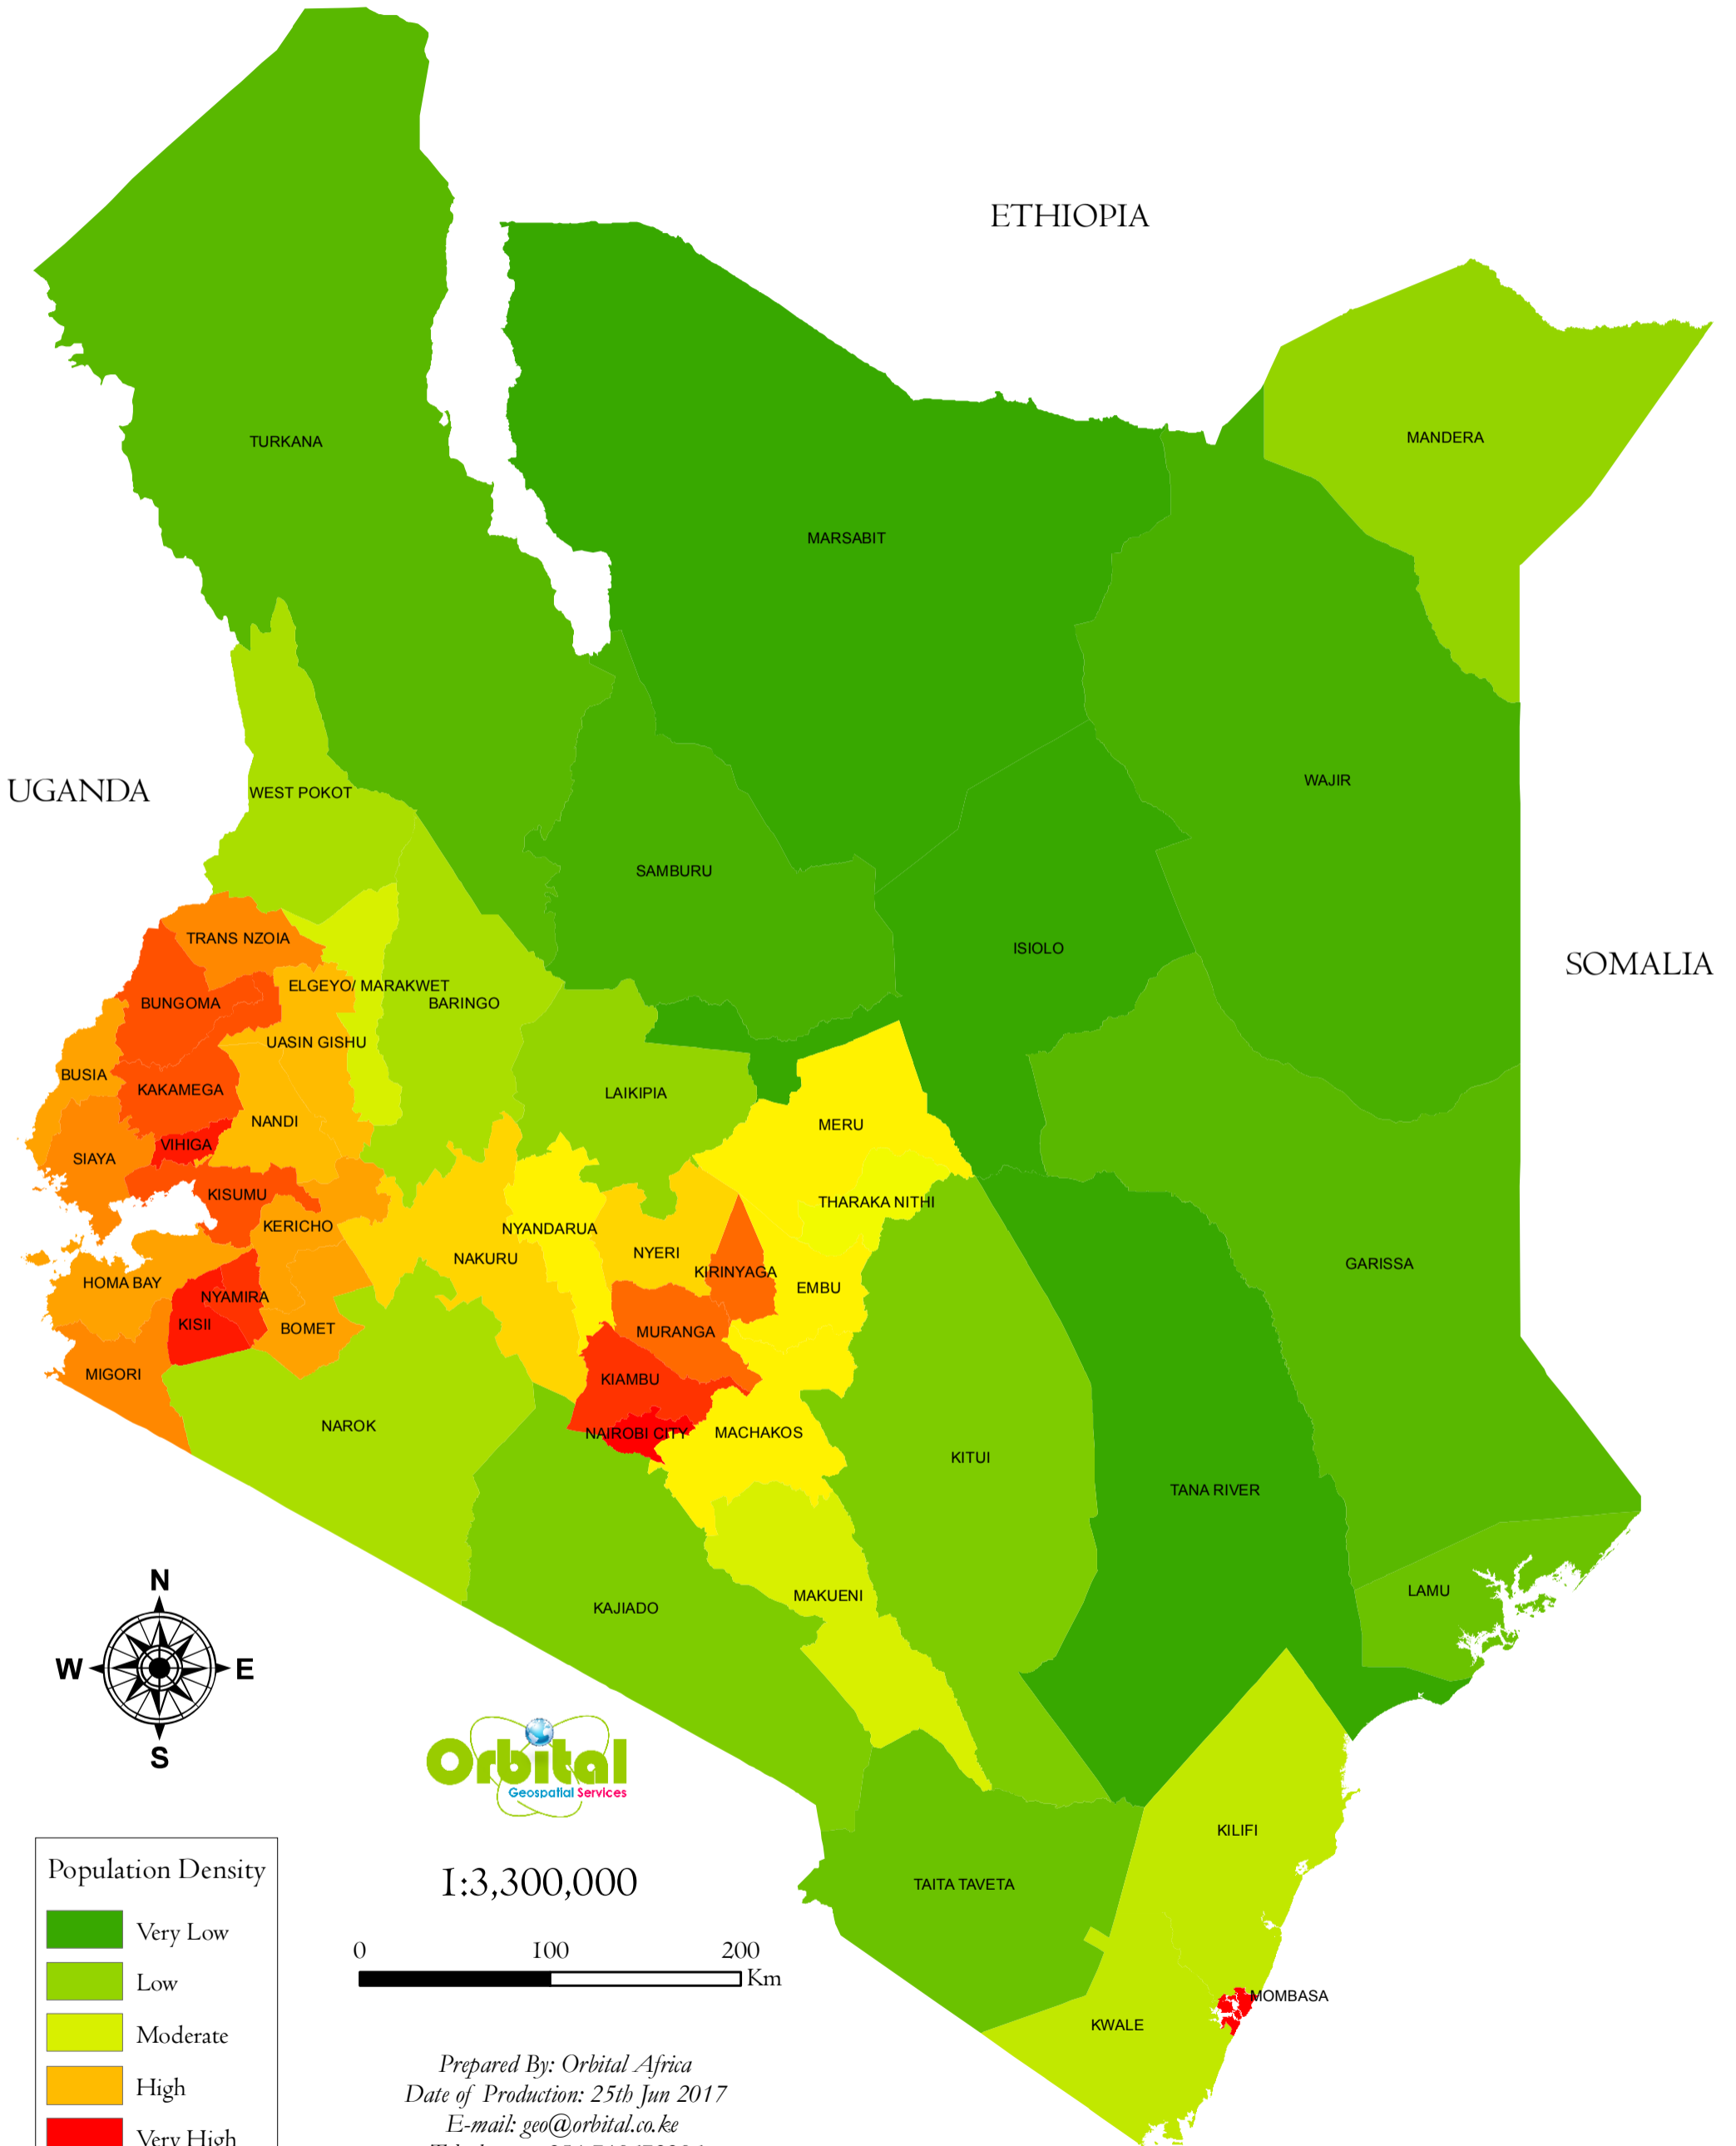 ETHIOPIA
MANDERA
TURKANA
MARSABIT
UGANDA
WEST POKOT
WAJIR
SAMBURU
TRANS NZOIA
ISIOLO
SOMALIA
ELGEYO/ MARAKWET
BUNGOMA
BARINGO
UASIN GISHU
BUSIA
KAKAMEGA
LAIKIPIA
NANDI
MERU
VIHIGA
SIAYA
KISUMU
THARAKA NITHI
KERICHO
NYANDARUA
NYERI
NAKURU
GARISSA
KIRINYAGA
HOMA BAY
EMBU
NYAMIRA
KISII
BOMET
MURANGA
MIGORI
KIAMBU
NAROK
NAIROBI CITY
MACHAKOS
KITUI
TANA RIVER
N
W
E
S
LAMU
MAKUENI
KAJIADO
Orbital
Geospatial Services
KILIFI
TAITA TAVETA
MOMBASA
KWALE
Population Density
Very Low
Low
Moderate
High
Very High
1:3,300,000
0 100 200
Km
Prepared By: Orbital Africa
Date of Production: 25th Jun 2017
E-mail: geo@orbital.co.ke